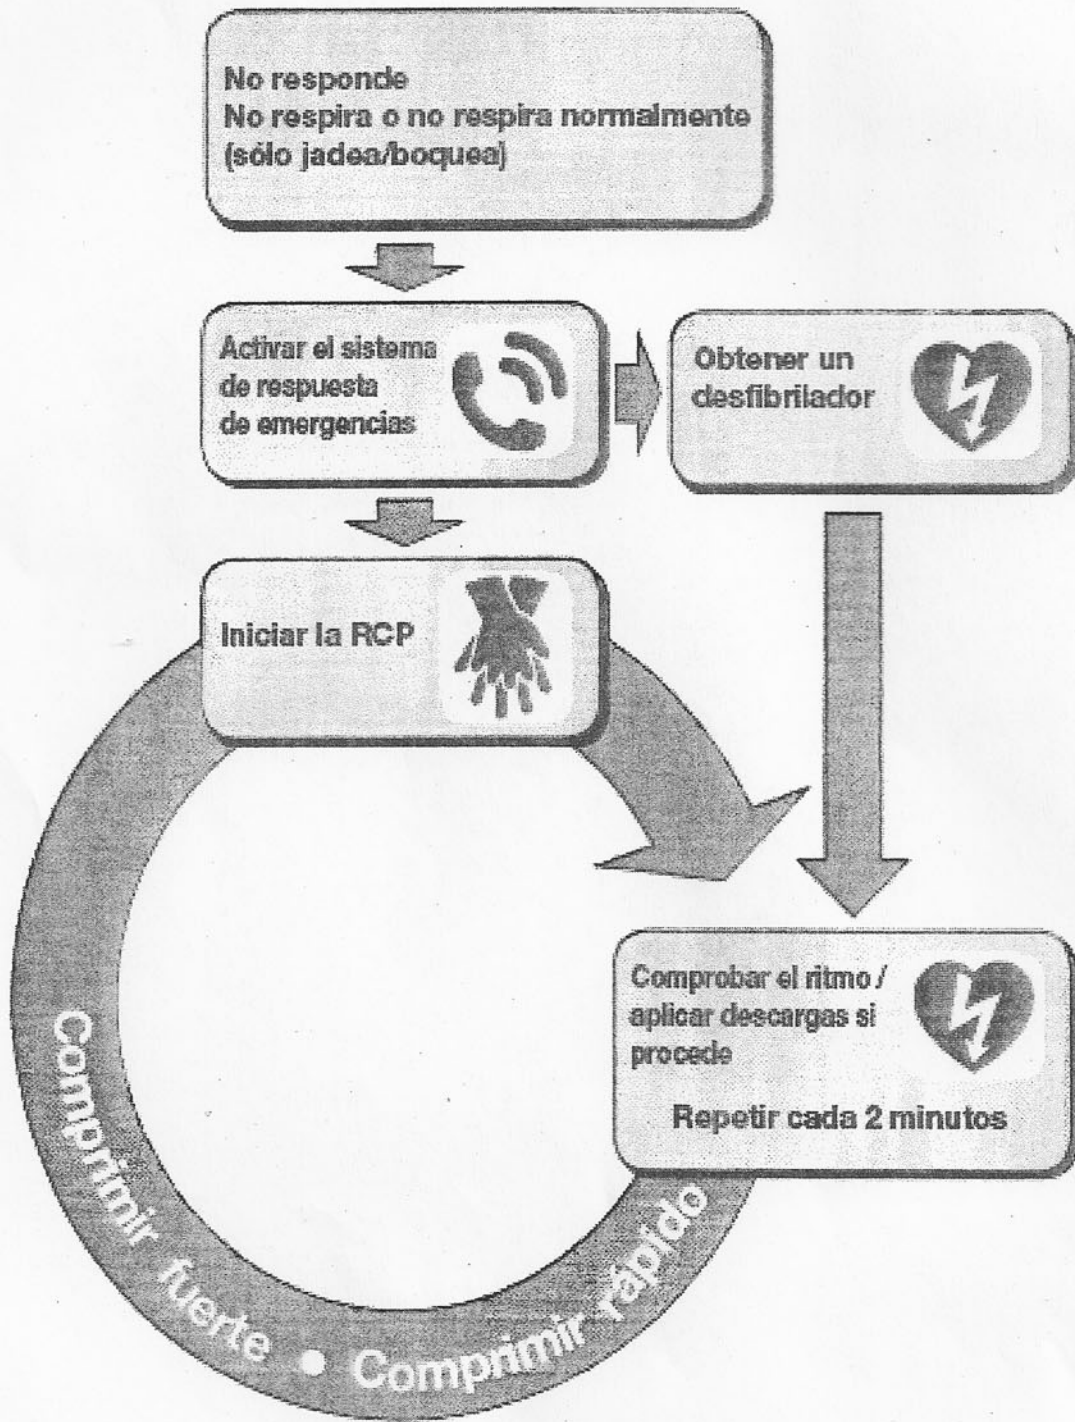 No responde
No respira o no respira normalmente
(sólo jadea/boquea)
Activar el sistema
de respuesta
de emergencias
Obtener un
desfibrilador
Iniciar la RCP
Comprobar el ritmo /
aplicar descargas si
procede
Repetir cada 2 minutos
Comprimir fuerte • Comprimir rápido